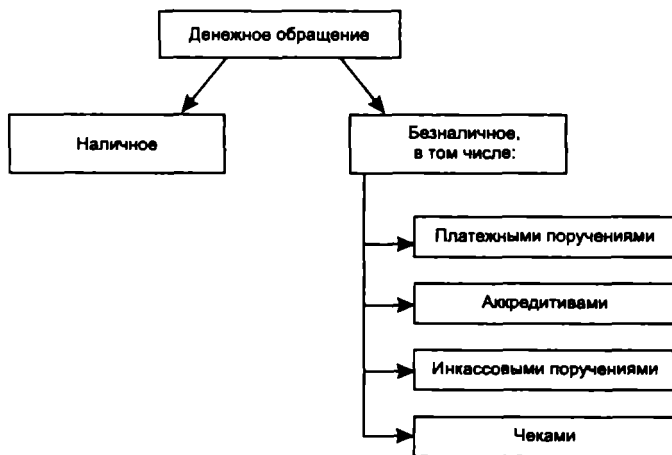 Денежное обращение
Наличное
Безналичное,
в том числе:
Платежными поручениями
Аккредитивами
Инкассовыми поручениями
Чеками